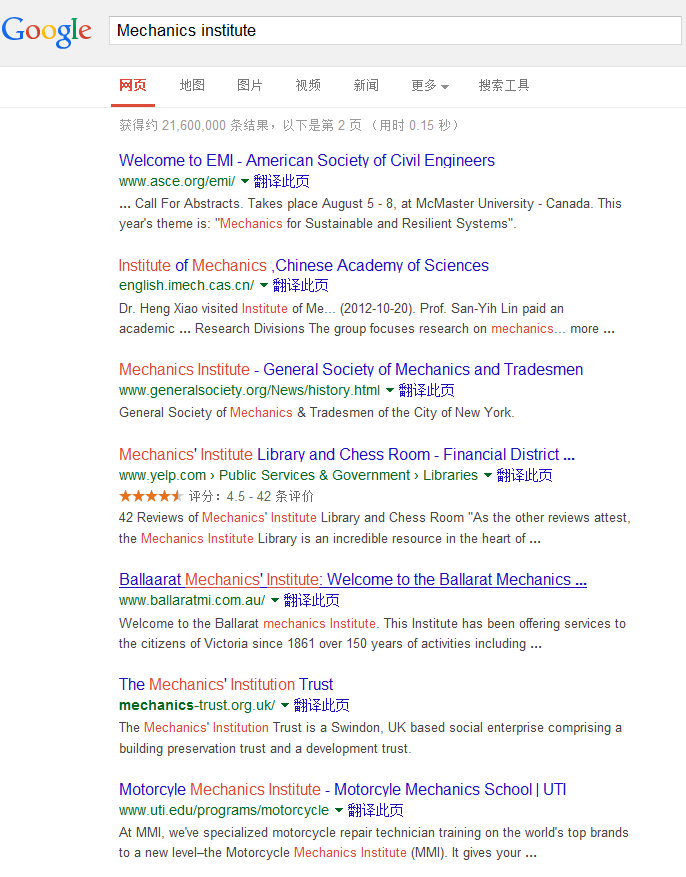 Google Mechanics institute
网页 地图 图片 视频 新闻 更多 搜索工具
获得约 21,600,000 条结果，以下是第 2 页 （用时 0.15 秒）
Welcome to EMI - American Society of Civil Engineers
www.asce.org/emi/ 翻译此页
... Call For Abstracts. Takes place August 5 - 8, at McMaster University - Canada. This
year's theme is: "Mechanics for Sustainable and Resilient Systems".
Institute of Mechanics ,Chinese Academy of Sciences
english.imech.cas.cn/ 翻译此页
Dr. Heng Xiao visited Institute of Me... (2012-10-20). Prof. San-Yih Lin paid an
academic ... Research Divisions The group focuses research on mechanics... more ...
Mechanics Institute - General Society of Mechanics and Tradesmen
www.generalsociety.org/News/history.html 翻译此页
General Society of Mechanics & Tradesmen of the City of New York.
Mechanics' Institute Library and Chess Room - Financial District ...
www.yelp.com › Public Services & Government › Libraries 翻译此页
评分：4.5 - 42 条评价
42 Reviews of Mechanics' Institute Library and Chess Room "As the other reviews attest,
the Mechanics Institute Library is an incredible resource in the heart of ...
Ballaarat Mechanics' Institute: Welcome to the Ballarat Mechanics ...
www.ballaratmi.com.au/ 翻译此页
Welcome to the Ballarat mechanics Institute. This Institute has been offering services to
the citizens of Victoria since 1861 over 150 years of activities including ...
The Mechanics' Institution Trust
mechanics-trust.org.uk/ 翻译此页
The Mechanics' Institution Trust is a Swindon, UK based social enterprise comprising a
building preservation trust and a development trust.
Motorcyle Mechanics Institute - Motorcyle Mechanics School | UTI
www.uti.edu/programs/motorcycle 翻译此页
At MMI, we've specialized motorcycle repair technician training on the world's top brands
to a new level–the Motorcycle Mechanics Institute (MMI). It gives your ...